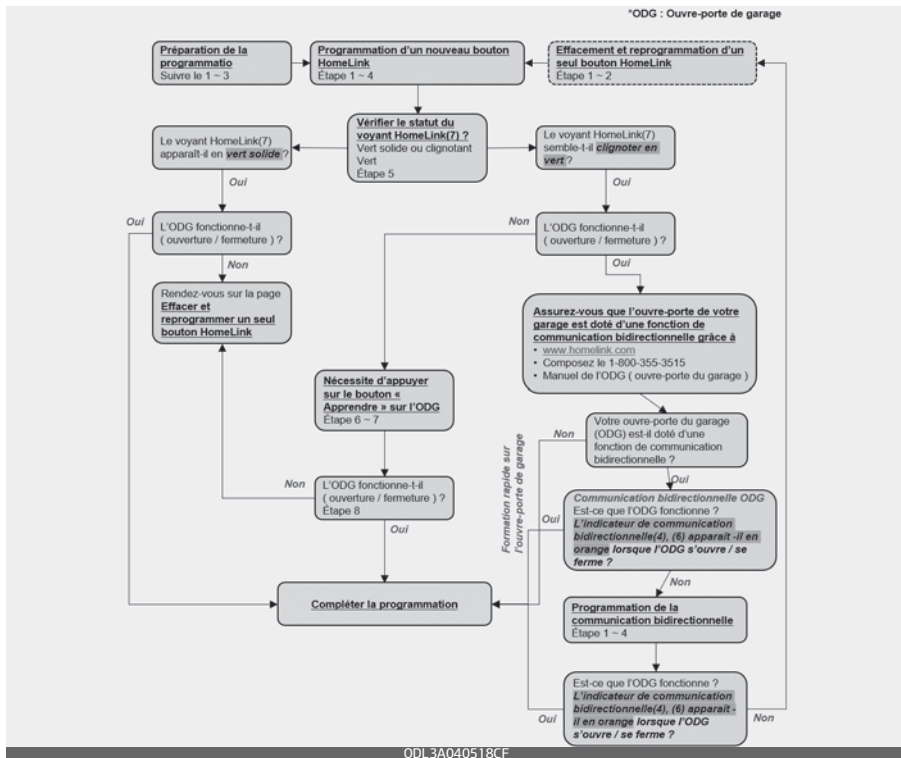 *ODG : Ouvre-porte de garage
Préparation de la
programmatio
Suivre le 1 ~ 3
Programmation d'un nouveau bouton
HomeLink
Étape 1 ~ 4
Effacement et reprogrammation d'un
seul bouton HomeLink
Étape 1 ~ 2
Vérifier le statut du
voyant HomeLink(7) ?
Vert solide ou clignotant
Vert
Étape 5
Le voyant HomeLink(7)
apparaît-il en vert solide ?
Le voyant HomeLink(7)
semble-t-il clignoter en
vert ?
Oui
Oui
Oui
L'ODG fonctionne-t-il
( ouverture / fermeture ) ?
Non
L'ODG fonctionne-t-il
( ouverture / fermeture ) ?
Non
Oui
Rendez-vous sur la page
Effacer et
reprogrammer un seul
bouton HomeLink
Assurez-vous que l'ouvre-porte de votre
garage est doté d'une fonction de
communication bidirectionnelle grâce à
• www.homelink.com
• Composez le 1-800-355-3515
• Manuel de l'ODG ( ouvre-porte du garage )
Nécessite d'appuyer
sur le bouton «
Apprendre » sur l'ODG
Étape 6 ~ 7
Votre ouvre-porte du garage
(ODG) est-il doté d'une
fonction de communication
bidirectionnelle ?
Non
Oui
Formation rapide sur
l'ouvre-porte de garage
Non
L'ODG fonctionne-t-il
( ouverture / fermeture ) ?
Étape 8
Oui
Communication bidirectionnelle ODG
Est-ce que l'ODG fonctionne ?
L'indicateur de communication
bidirectionnelle(4), (6) apparaît -il en
orange lorsque l'ODG s'ouvre / se
ferme ?
Oui
Non
Compléter la programmation
Programmation de la
communication bidirectionnelle
Étape 1 ~ 4
Est-ce que l'ODG fonctionne ?
L'indicateur de communication
bidirectionnelle(4), (6) apparaît -
il en orange lorsque l'ODG
s'ouvre / se ferme ?
Oui
Non
ODL3A040518CF